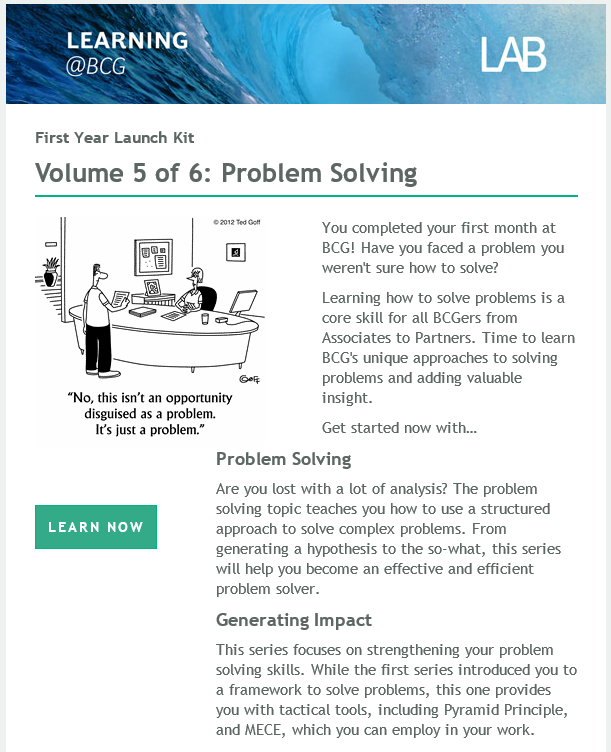 LEARNING
@BCG
LAB
First Year Launch Kit
Volume 5 of 6: Problem Solving
© 2012 Ted Goff
GOFF
"No, this isn't an opportunity
disguised as a problem.
It's just a problem."
You completed your first month at
BCG! Have you faced a problem you
weren't sure how to solve?
Learning how to solve problems is a
core skill for all BCGers from
Associates to Partners. Time to learn
BCG's unique approaches to solving
problems and adding valuable
insight.
Get started now with...
LEARN NOW
Problem Solving
Are you lost with a lot of analysis? The problem
solving topic teaches you how to use a structured
approach to solve complex problems. From
generating a hypothesis to the so-what, this series
will help you become an effective and efficient
problem solver.
Generating Impact
This series focuses on strengthening your problem
solving skills. While the first series introduced you to
a framework to solve problems, this one provides
you with tactical tools, including Pyramid Principle,
and MECE, which you can employ in your work.